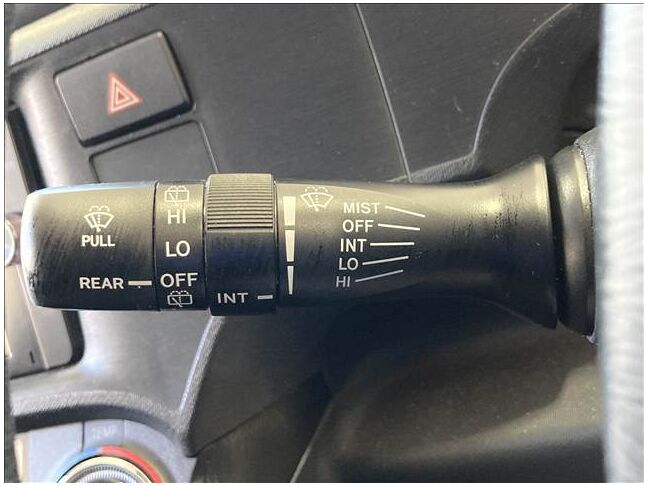 PULL
REAR
HI
LO
OFF
INT
MIST
OFF
INT
LO
HI